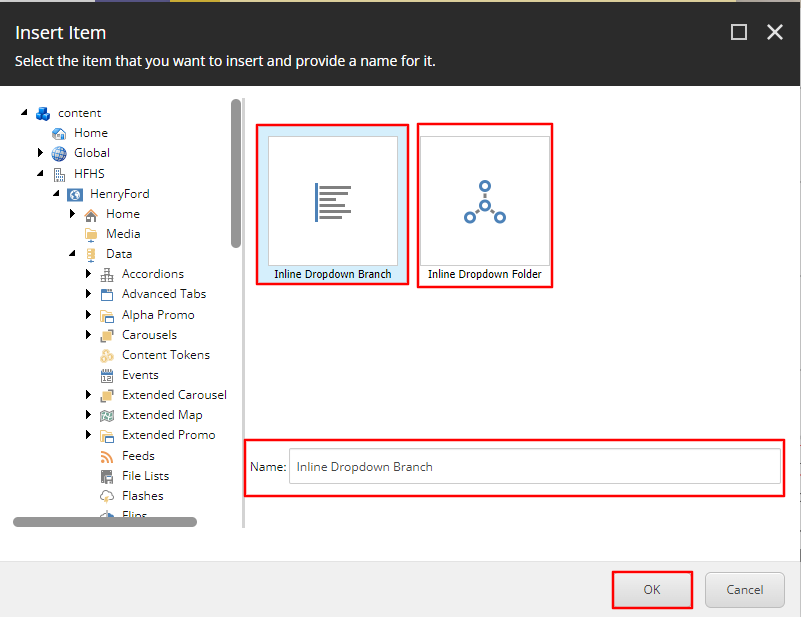 Insert Item
Select the item that you want to insert and provide a name for it.
content
Home
Global
HFHS
HenryFord
Home
Media
Data
Accordions
Advanced Tabs
Alpha Promo
Carousels
Content Tokens
Events
Extended Carousel
Extended Map
Extended Promo
Feeds
File Lists
Flashes
Flips
Inline Dropdown Branch
Inline Dropdown Folder
Name: Inline Dropdown Branch
OK
Cancel